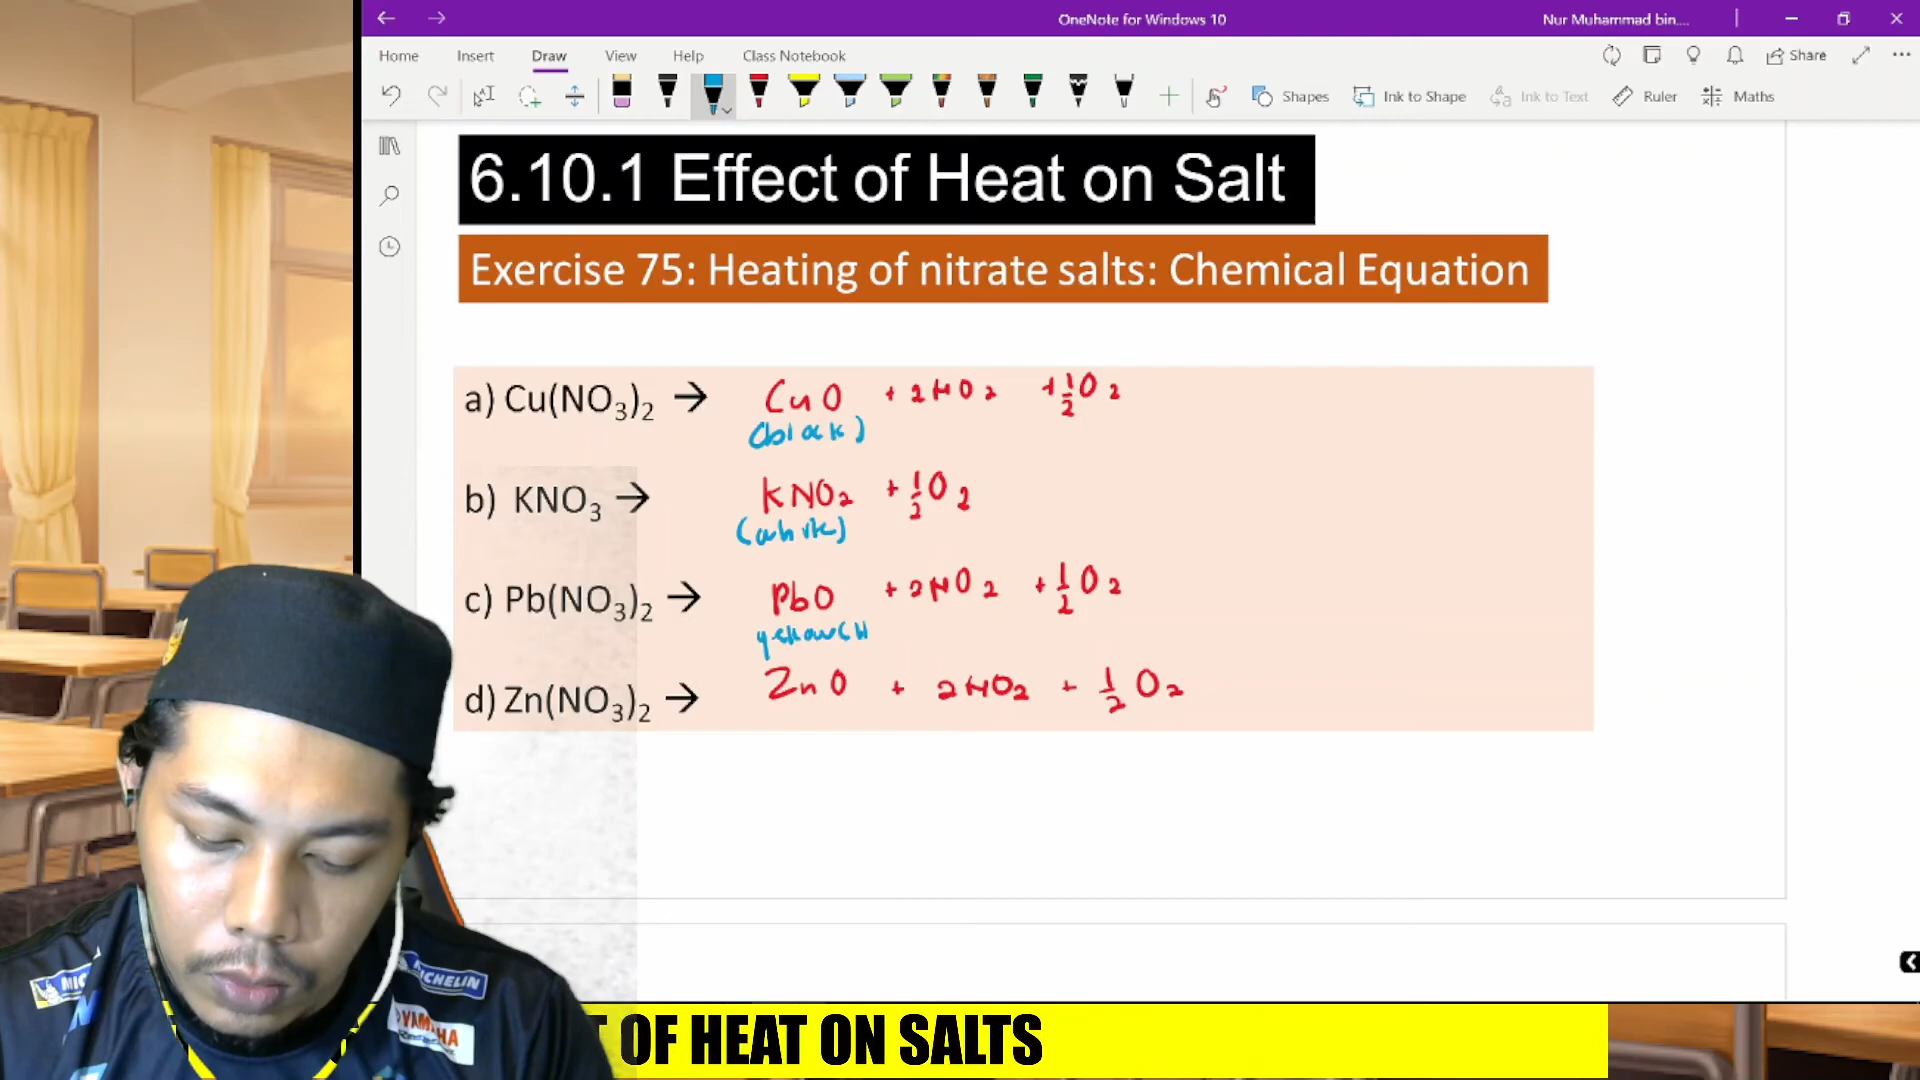 OneNote for Windows 10
Nur Muhammad bin....
Home Insert Draw View Help Class Notebook
Share
Shapes Ink to Shape Ink to Text Ruler Maths
6.10.1 Effect of Heat on Salt
Exercise 75: Heating of nitrate salts: Chemical Equation
a) Cu(NO₃)₂ → CuO + 2NO₂ + ½O₂
(black)
b) KNO₃ → KNO₂ + ½O₂
(white)
c) Pb(NO₃)₂ → PbO + 2NO₂ + ½O₂
yellow(H
d) Zn(NO₃)₂ → ZnO + 2NO₂ + ½O₂
MICHELIN
YAMAHA
T OF HEAT ON SALTS